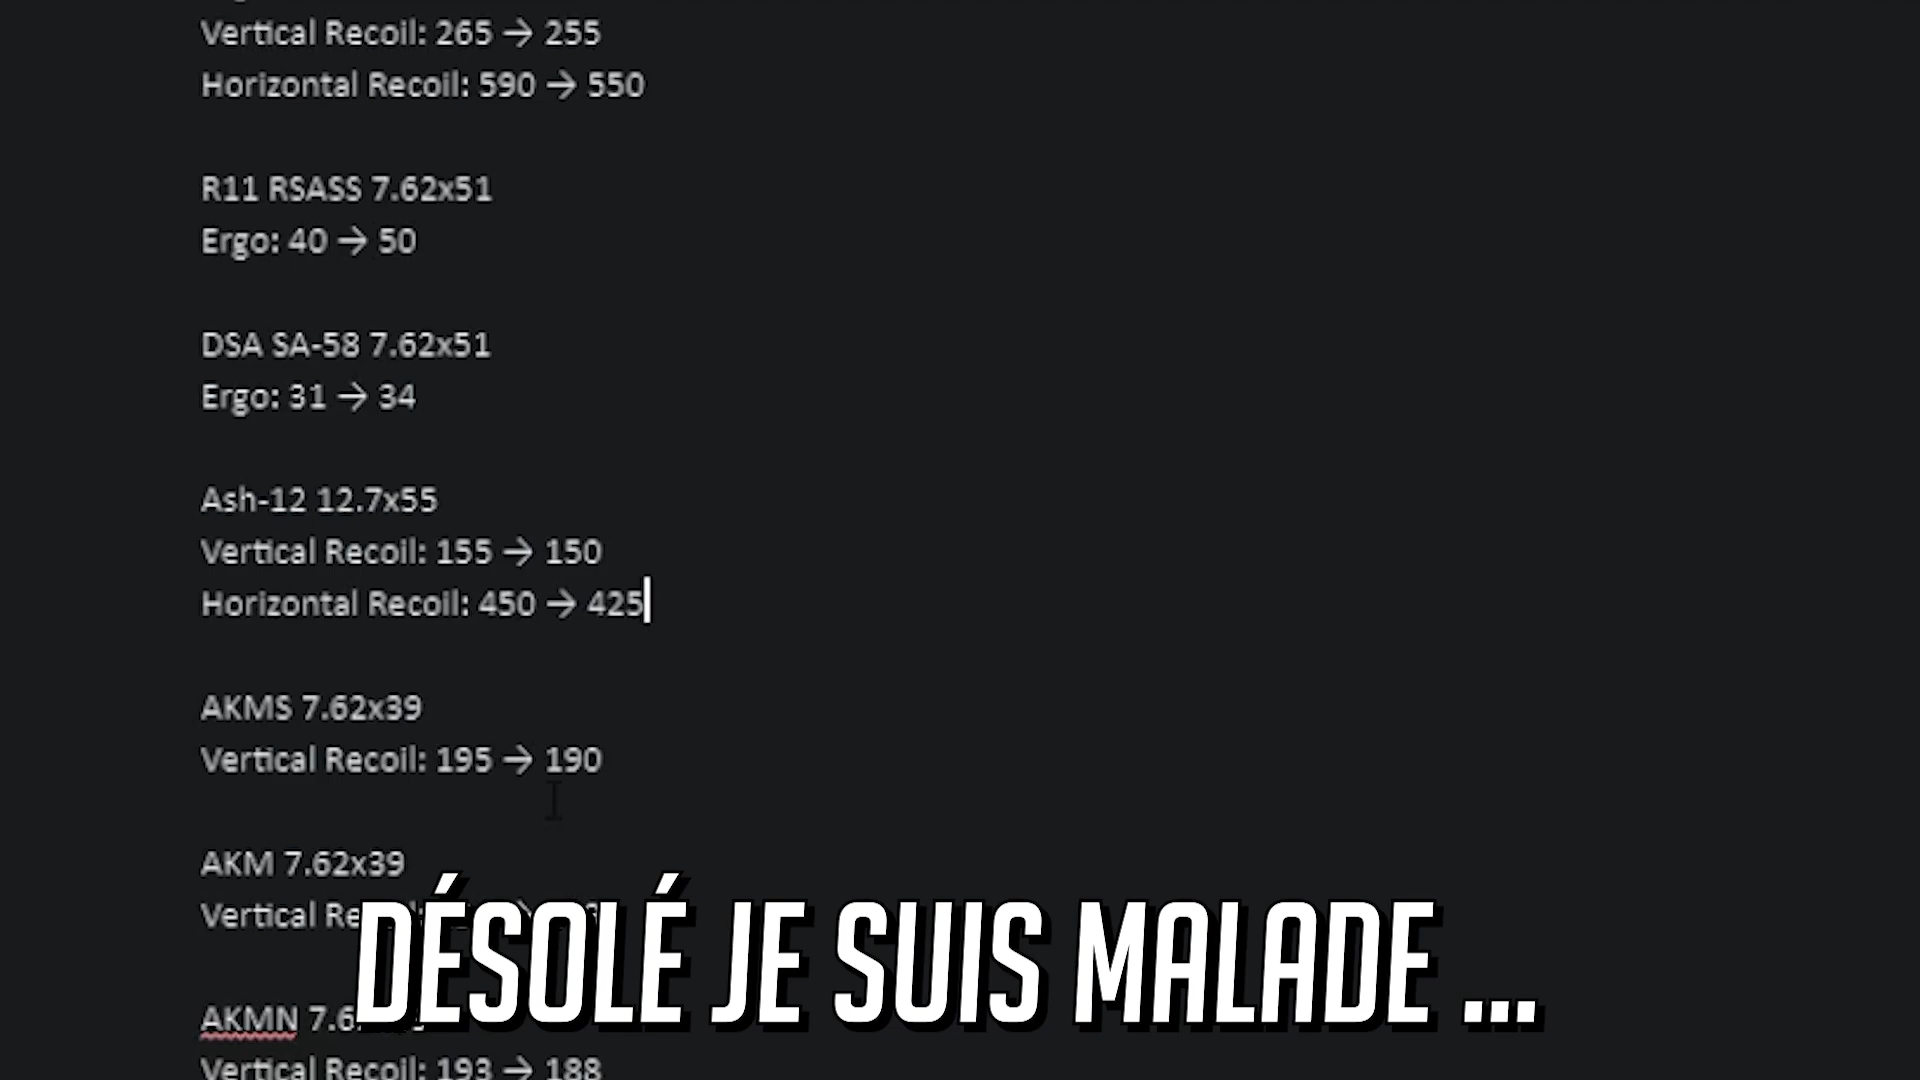 Vertical Recoil: 265 → 255
Horizontal Recoil: 590 → 550
R11 RSASS 7.62x51
Ergo: 40 → 50
DSA SA-58 7.62x51
Ergo: 31 → 34
Ash-12 12.7x55
Vertical Recoil: 155 → 150
Horizontal Recoil: 450 → 425
AKMS 7.62x39
Vertical Recoil: 195 → 190
AKM 7.62x39
Vertical
DÉSOLÉ JE SUIS MALADE ...
AKMN
Vertical Recoil: 193 → 188